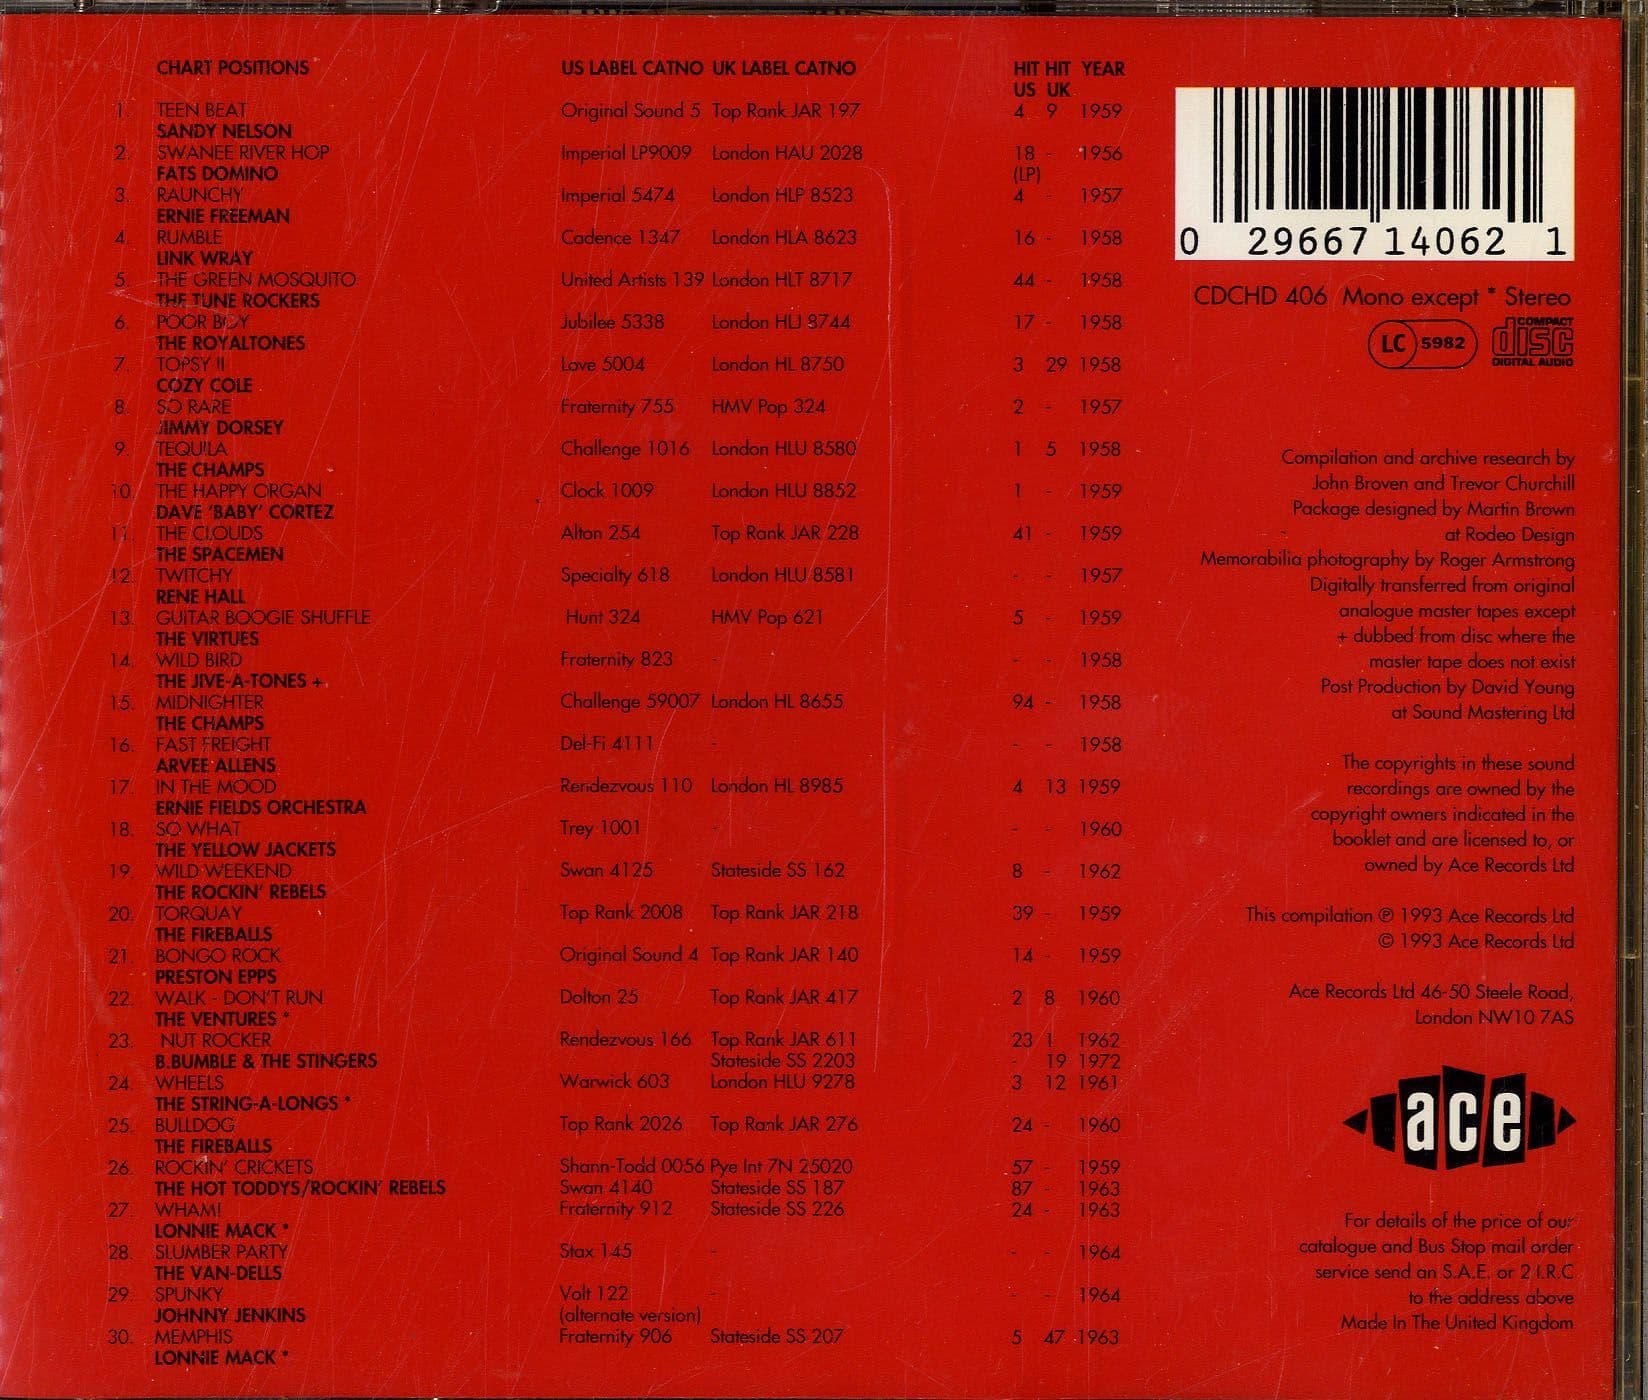 CHART POSITIONS US LABEL CATNO UK LABEL CATNO HIT HIT YEAR
US UK
1. TEEN BEAT Original Sound 5 Top Rank JAR 197 4 9 1959
SANDY NELSON
2. SWANEE RIVER HOP Imperial LP9009 London HAU 2028 18 - 1956
FATS DOMINO (LP)
3. RAUNCHY Imperial 5474 London HLP 8523 4 - 1957
ERNIE FREEMAN
4. RUMBLE Cadence 1347 London HLA 8623 16 - 1958
LINK WRAY
5. THE GREEN MOSQUITO United Artists 139 London HLT 8717 44 - 1958
THE TUNE ROCKERS
6. POOR BOY Jubilee 5338 London HLJ 8744 17 - 1958
THE ROYALTONES
7. TOPSY II Love 5004 London HL 8750 3 29 1958
COZY COLE
8. SO RARE Fraternity 755 HMV Pop 324 2 - 1957
JIMMY DORSEY
9. TEQUILA Challenge 1016 London HLU 8580 1 5 1958
THE CHAMPS
10. THE HAPPY ORGAN Clock 1009 London HLU 8852 1 - 1959
DAVE 'BABY' CORTEZ
11. THE CLOUDS Alton 254 Top Rank JAR 228 41 - 1959
THE SPACEMEN
12. TWITCHY Specialty 618 London HLU 8581 - - 1957
RENE HALL
13. GUITAR BOOGIE SHUFFLE Hunt 324 HMV Pop 621 5 - 1959
THE VIRTUES
14. WILD BIRD Fraternity 823 - - - 1958
THE JIVE-A-TONES +
15. MIDNIGHTER Challenge 59007 London HL 8655 94 - 1958
THE CHAMPS
16. FAST FREIGHT Del-Fi 4111 - - - 1958
ARVEE ALLENS
17. IN THE MOOD Rendezvous 110 London HL 8985 4 13 1959
ERNIE FIELDS ORCHESTRA
18. SO WHAT Trey 1001 - - - 1960
THE YELLOW JACKETS
19. WILD WEEKEND Swan 4125 Stateside SS 162 8 - 1962
THE ROCKIN' REBELS
20. TORQUAY Top Rank 2008 Top Rank JAR 218 39 - 1959
THE FIREBALLS
21. BONGO ROCK Original Sound 4 Top Rank JAR 140 14 - 1959
PRESTON EPPS
22. WALK - DON'T RUN Dolton 25 Top Rank JAR 417 2 8 1960
THE VENTURES *
23. NUT ROCKER Rendezvous 166 Top Rank JAR 611 23 1 1962
B.BUMBLE & THE STINGERS Stateside SS 2203 - 19 1972
24. WHEELS Warwick 603 London HLU 9278 3 12 1961
THE STRING-A-LONGS *
25. BULLDOG Top Rank 2026 Top Rank JAR 276 24 - 1960
THE FIREBALLS
26. ROCKIN' CRICKETS Shann-Todd 0056 Pye Int 7N 25020 57 - 1959
THE HOT TODDYS/ROCKIN' REBELS Swan 4140 Stateside SS 187 87 - 1963
27. WHAM! Fraternity 912 Stateside SS 226 24 - 1963
LONNIE MACK *
28. SLUMBER PARTY Stax 145 - - - 1964
THE VAN-DELLS
29. SPUNKY Volt 122 - - - 1964
JOHNNY JENKINS (alternate version)
30. MEMPHIS Fraternity 906 Stateside SS 207 5 47 1963
LONNIE MACK *
0 29667 14062 1
CDCHD 406 Mono except * Stereo
LC 5982 COMPACT disc DIGITAL AUDIO
Compilation and archive research by
John Broven and Trevor Churchill
Package designed by Martin Brown
at Rodeo Design
Memorabilia photography by Roger Armstrong
Digitally transferred from original
analogue master tapes except
+ dubbed from disc where the
master tape does not exist
Post Production by David Young
at Sound Mastering Ltd
The copyrights in these sound
recordings are owned by the
copyright owners indicated in the
booklet and are licensed to, or
owned by Ace Records Ltd
This compilation ℗ 1993 Ace Records Ltd
© 1993 Ace Records Ltd
Ace Records Ltd 46-50 Steele Road,
London NW10 7AS
ace
For details of the price of our
catalogue and Bus Stop mail order
service send an S.A.E. or 2 I.R.C
to the address above
Made In The United Kingdom